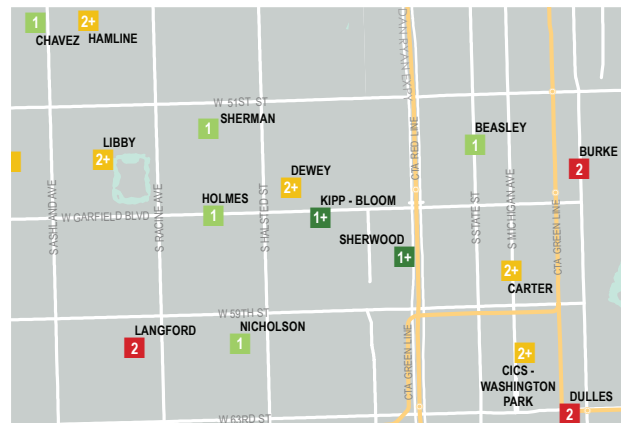 1
2+
CHAVEZ
HAMLINE
DAN RYAN EXPY
W 51ST ST
1
SHERMAN
BEASLEY
1
LIBBY
2+
BURKE
2
CTA RED LINE
DEWEY
2+
HOLMES
1
KIPP - BLOOM
1+
W GARFIELD BLVD
S ASHLAND AVE
S RACINE AVE
S HALSTED ST
S STATE ST
S MICHIGAN AVE
CTA GREEN LINE
SHERWOOD
1+
2+
CARTER
W 59TH ST
LANGFORD
2
NICHOLSON
1
CTA GREEN LINE
2+
CICS -
WASHINGTON
PARK
DULLES
2
W 63RD ST